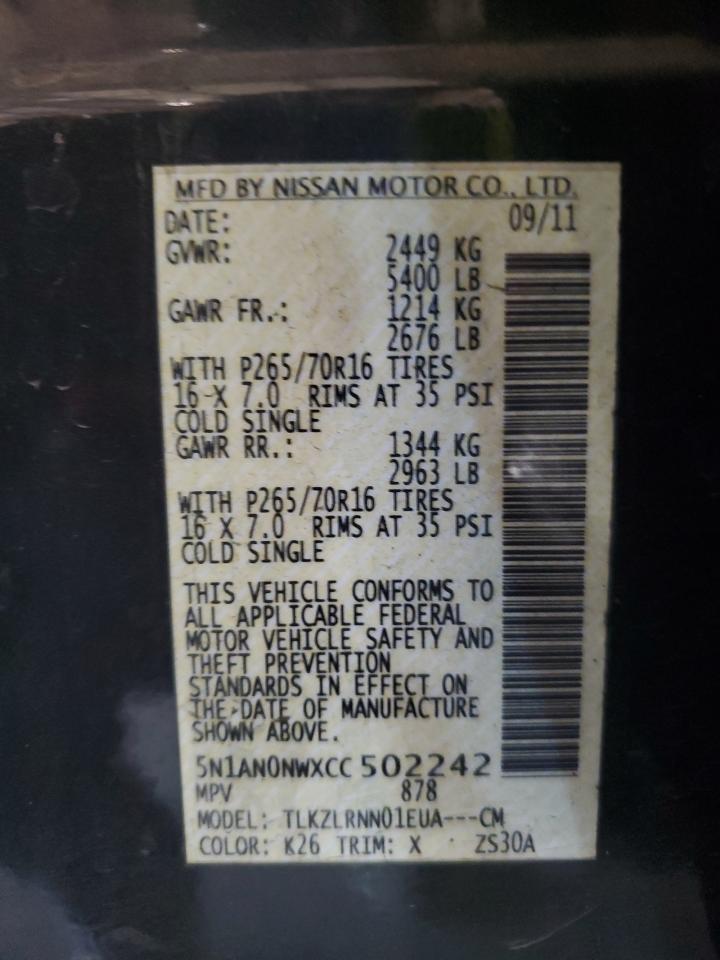 MFD BY NISSAN MOTOR CO., LTD.
DATE: 09/11
GVWR: 2449 KG
5400 LB
GAWR FR.: 1214 KG
2676 LB
WITH P265/70R16 TIRES
16 X 7.0 RIMS AT 35 PSI
COLD SINGLE
GAWR RR.: 1344 KG
2963 LB
WITH P265/70R16 TIRES
16 X 7.0 RIMS AT 35 PSI
COLD SINGLE
THIS VEHICLE CONFORMS TO
ALL APPLICABLE FEDERAL
MOTOR VEHICLE SAFETY AND
THEFT PREVENTION
STANDARDS IN EFFECT ON
THE DATE OF MANUFACTURE
SHOWN ABOVE.
5N1AN0NWXCC 502242
MPV 878
MODEL: TLKZLRNN01EUA---CM
COLOR: K26 TRIM: X ZS30A